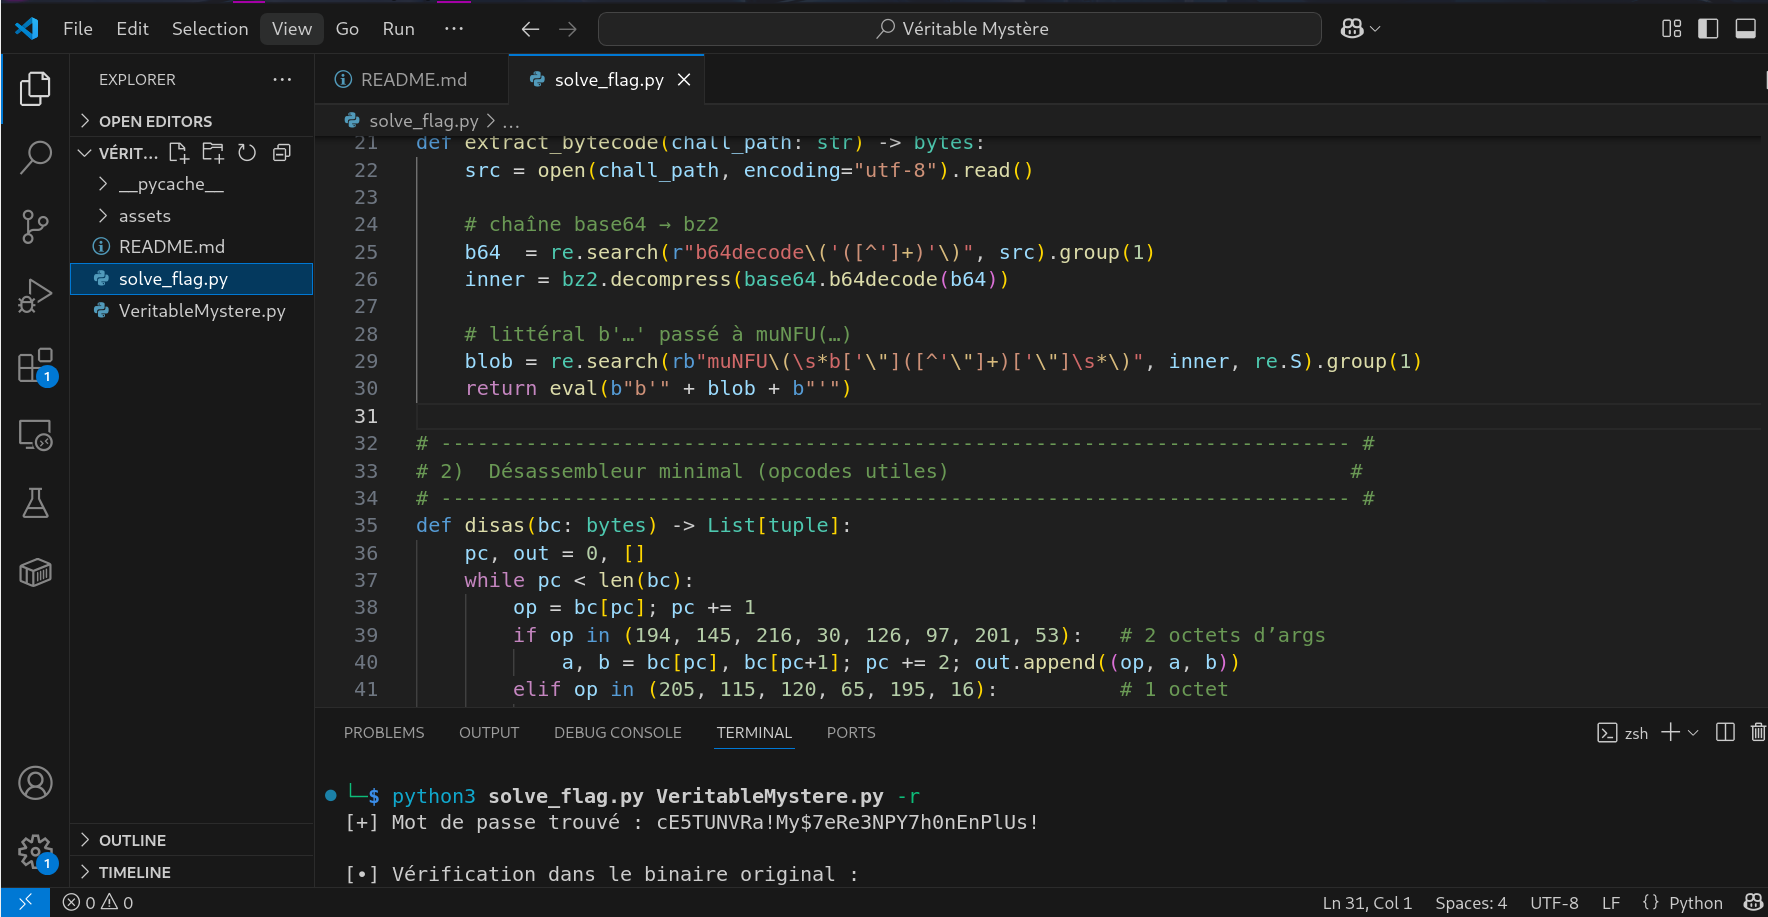 File Edit Selection View Go Run ··· Véritable Mystère
EXPLORER ···
OPEN EDITORS
VÉRIT...
__pycache__
assets
README.md
solve_flag.py
VeritableMystere.py
OUTLINE
TIMELINE
1
1
README.md solve_flag.py
solve_flag.py > ...
21 def extract_bytecode(chall_path: str) -> bytes:
22 src = open(chall_path, encoding="utf-8").read()
23
24 # chaîne base64 → bz2
25 b64  = re.search(r"b64decode\('([^']+)'\)", src).group(1)
26 inner = bz2.decompress(base64.b64decode(b64))
27
28 # littéral b'…' passé à muNFU(…)
29 blob = re.search(rb"muNFU\(\s*b['\"]([^'\"]+)['\"]\s*\)", inner, re.S).group(1)
30 return eval(b"b'" + blob + b"'")
31
32 # --------------------------------------------------------------------------- #
33 # 2)  Désassembleur minimal (opcodes utiles) #
34 # --------------------------------------------------------------------------- #
35 def disas(bc: bytes) -> List[tuple]:
36 pc, out = 0, []
37 while pc < len(bc):
38 op = bc[pc]; pc += 1
39 if op in (194, 145, 216, 30, 126, 97, 201, 53): # 2 octets d’args
40 a, b = bc[pc], bc[pc+1]; pc += 2; out.append((op, a, b))
41 elif op in (205, 115, 120, 65, 195, 16): # 1 octet
PROBLEMS OUTPUT DEBUG CONSOLE TERMINAL PORTS zsh
└─$ python3 solve_flag.py VeritableMystere.py -r
[+] Mot de passe trouvé : cE5TUNVRa!My$7eRe3NPY7h0nEnPlUs!
[•] Vérification dans le binaire original :
0 0 Ln 31, Col 1 Spaces: 4 UTF-8 LF {} Python